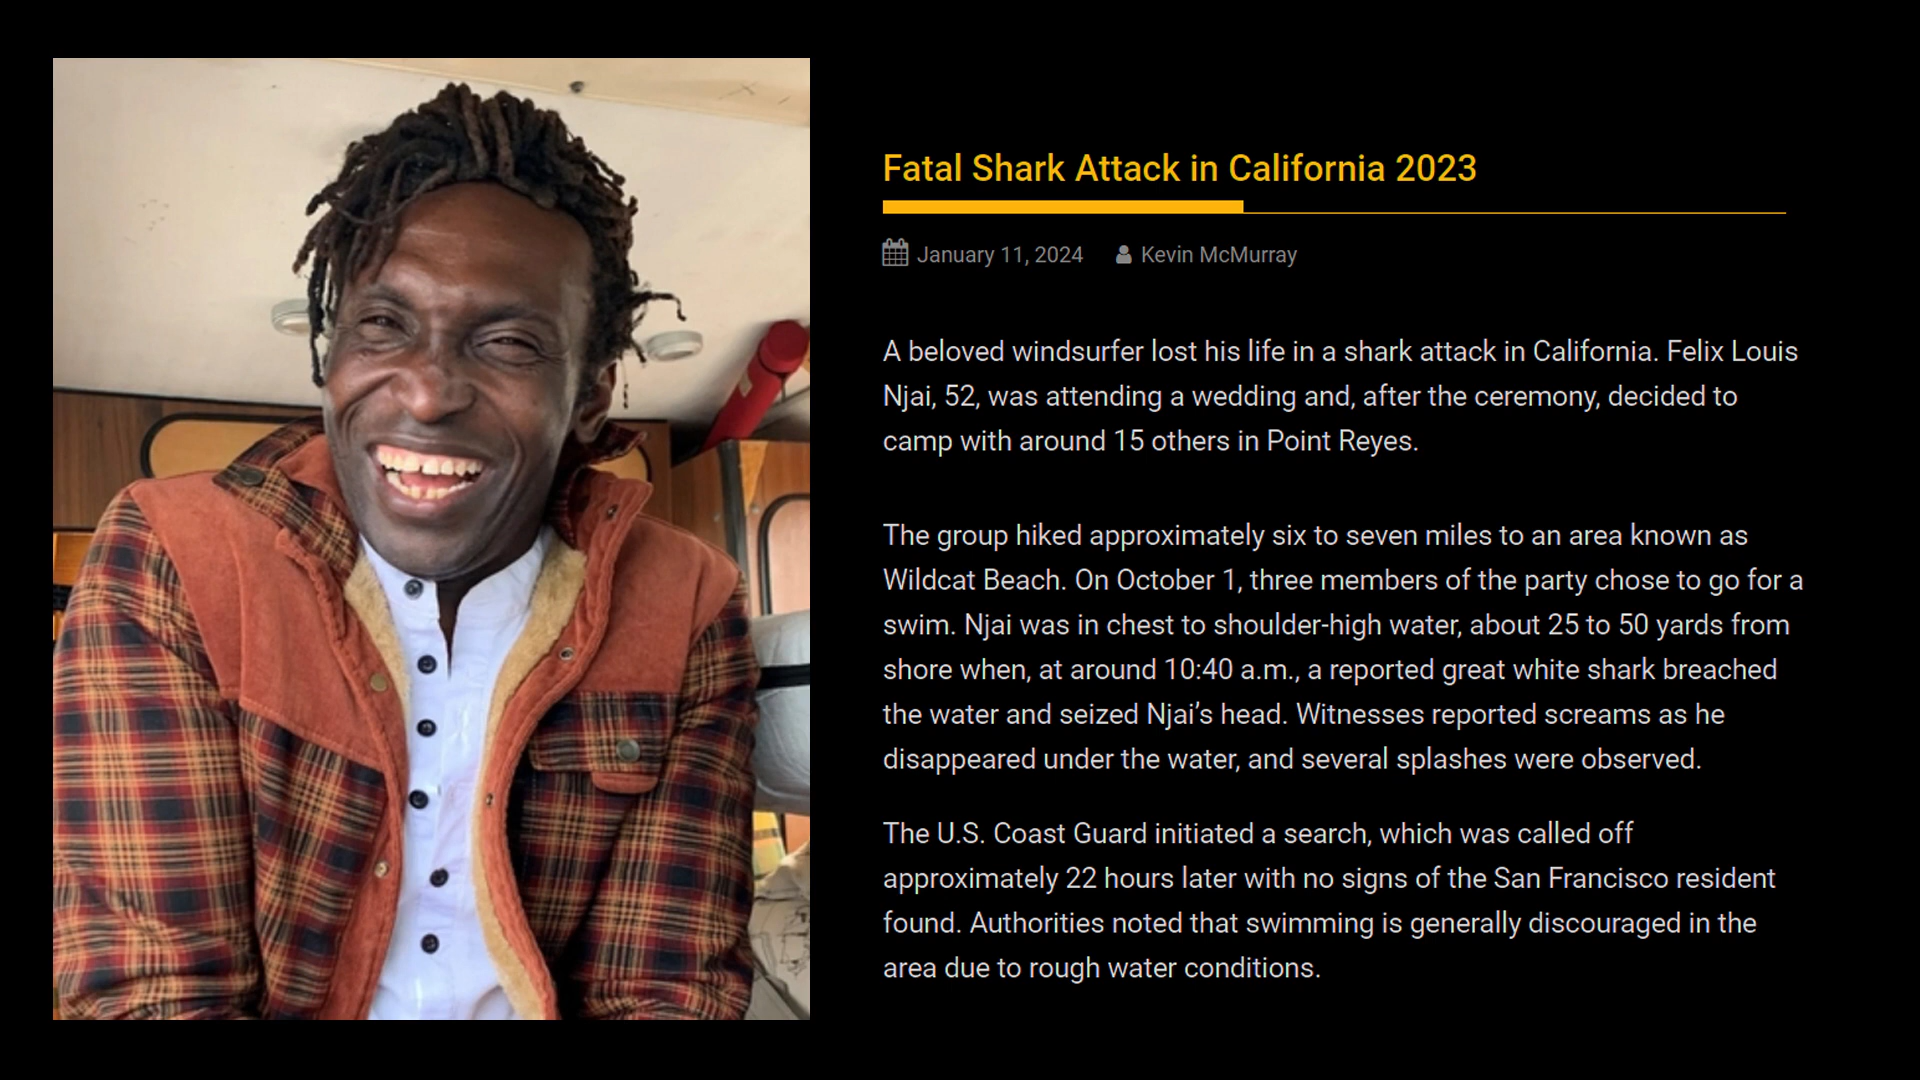 Fatal Shark Attack in California 2023
January 11, 2024 Kevin McMurray
A beloved windsurfer lost his life in a shark attack in California. Felix Louis
Njai, 52, was attending a wedding and, after the ceremony, decided to
camp with around 15 others in Point Reyes.
The group hiked approximately six to seven miles to an area known as
Wildcat Beach. On October 1, three members of the party chose to go for a
swim. Njai was in chest to shoulder-high water, about 25 to 50 yards from
shore when, at around 10:40 a.m., a reported great white shark breached
the water and seized Njai’s head. Witnesses reported screams as he
disappeared under the water, and several splashes were observed.
The U.S. Coast Guard initiated a search, which was called off
approximately 22 hours later with no signs of the San Francisco resident
found. Authorities noted that swimming is generally discouraged in the
area due to rough water conditions.